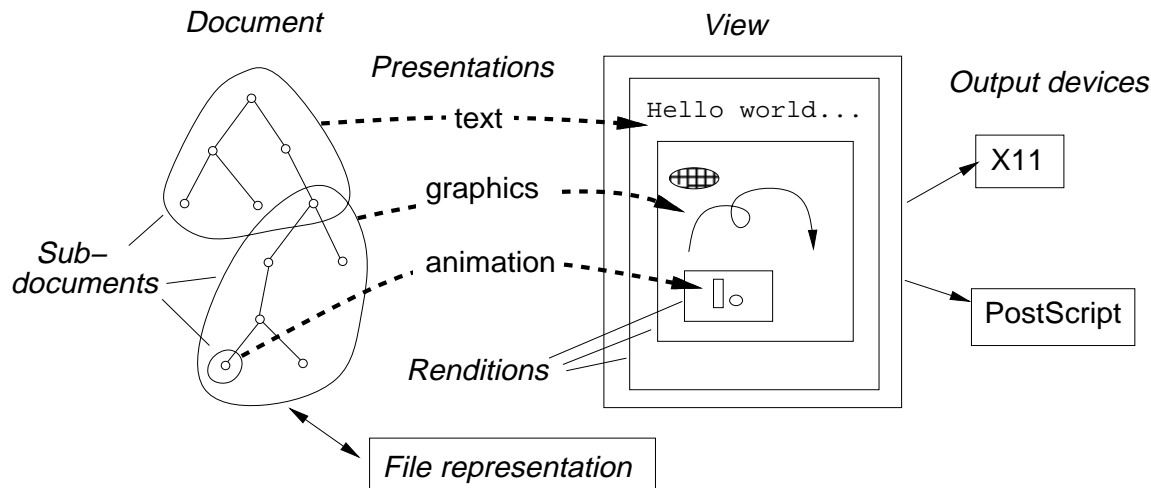 Document
View
Presentations
Output devices
Hello world...
text
X11
graphics
Sub–
documents
animation
PostScript
Renditions
File representation